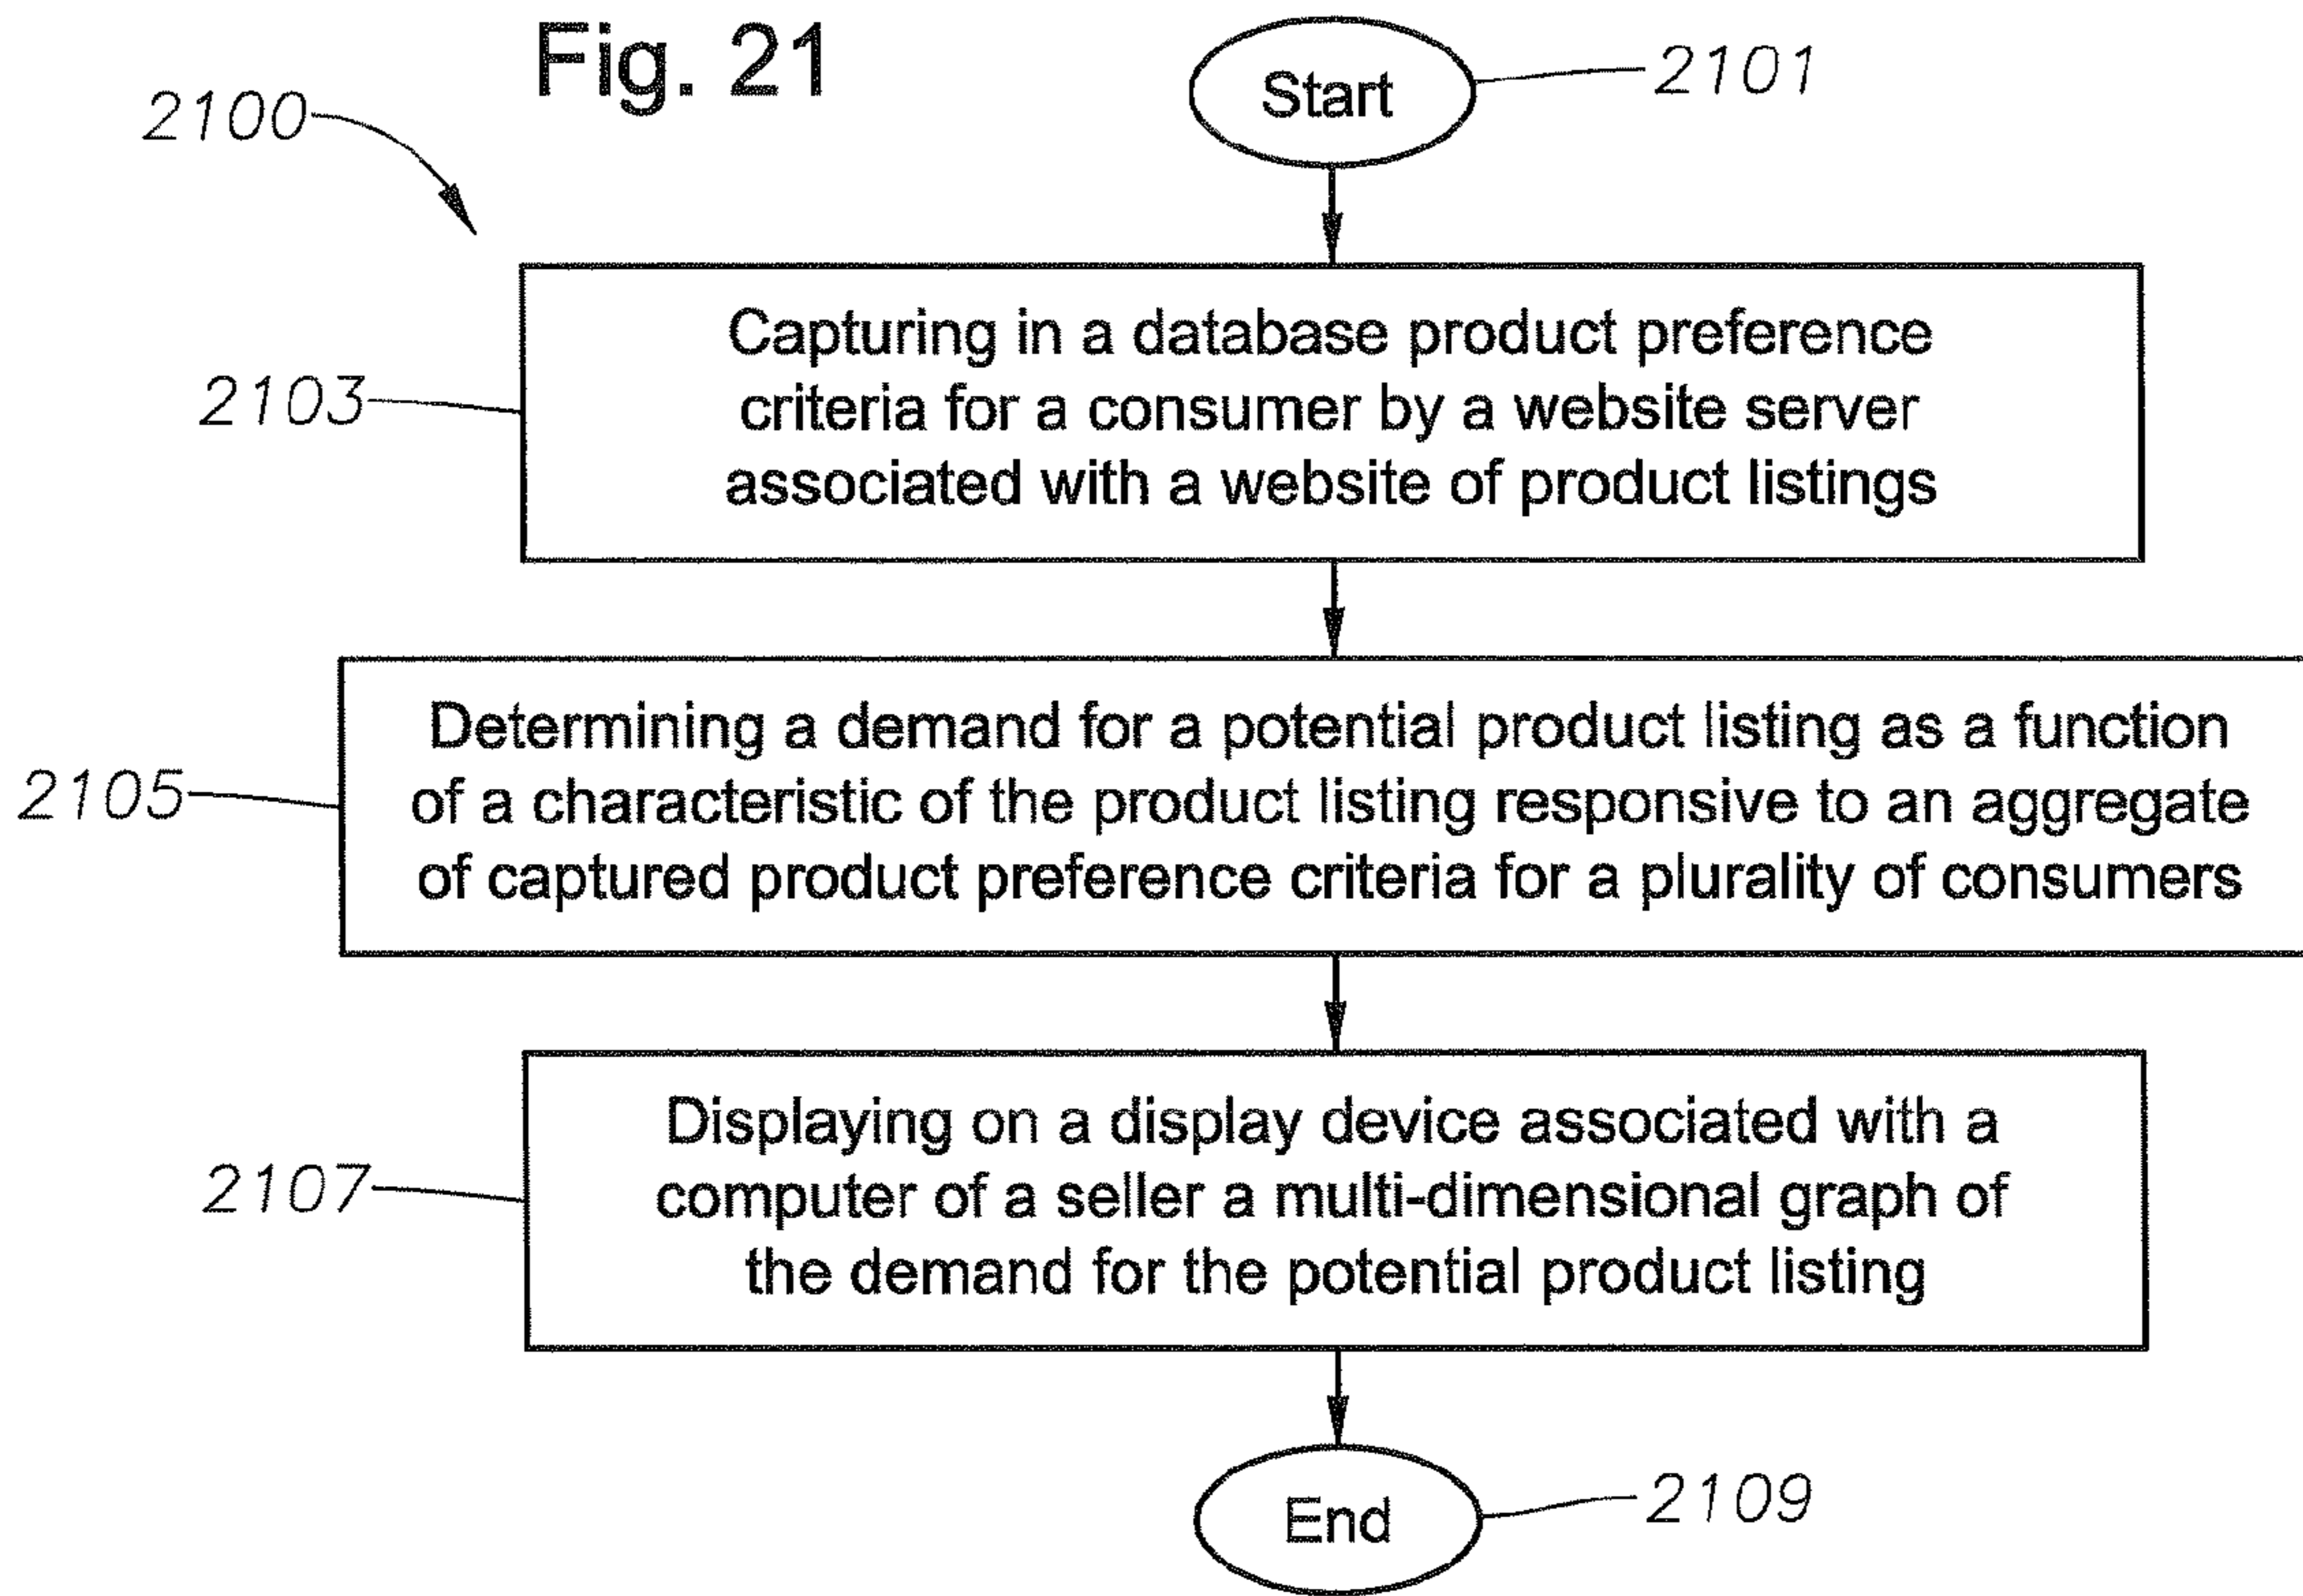 Fig. 21
2100
Start
2101
2103
Capturing in a database product preference
criteria for a consumer by a website server
associated with a website of product listings
2105
Determining a demand for a potential product listing as a function
of a characteristic of the product listing responsive to an aggregate
of captured product preference criteria for a plurality of consumers
2107
Displaying on a display device associated with a
computer of a seller a multi-dimensional graph of
the demand for the potential product listing
End
2109